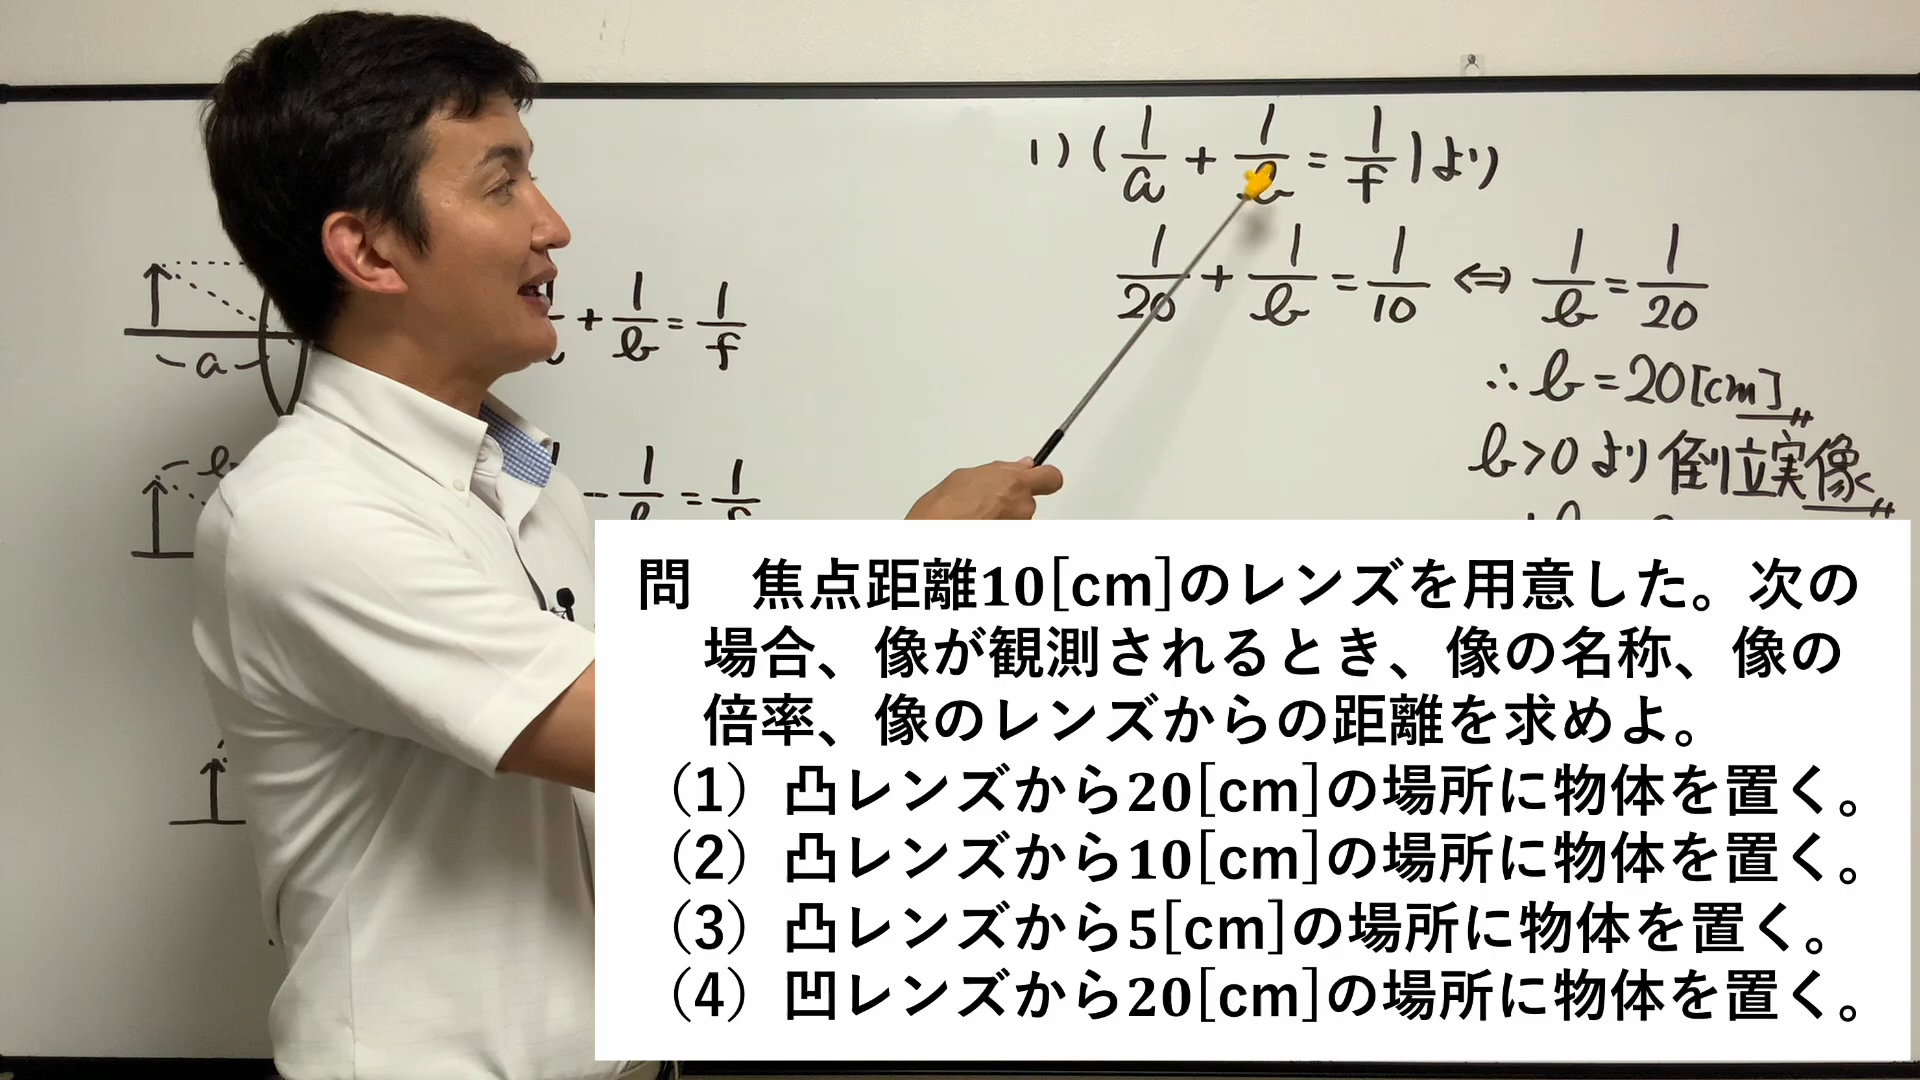 1) ( 1/a + 1/b = 1/f ) より
1/20 + 1/b = 1/10 ⇔ 1/b = 1/20
∴ b = 20[cm]
b>0 より 倒立実像
+ 1/b = 1/f
a
b
- 1/b = 1/f
問　焦点距離10[cm]のレンズを用意した。次の
場合、像が観測されるとき、像の名称、像の
倍率、像のレンズからの距離を求めよ。
（1）凸レンズから20[cm]の場所に物体を置く。
（2）凸レンズから10[cm]の場所に物体を置く。
（3）凸レンズから5[cm]の場所に物体を置く。
（4）凹レンズから20[cm]の場所に物体を置く。